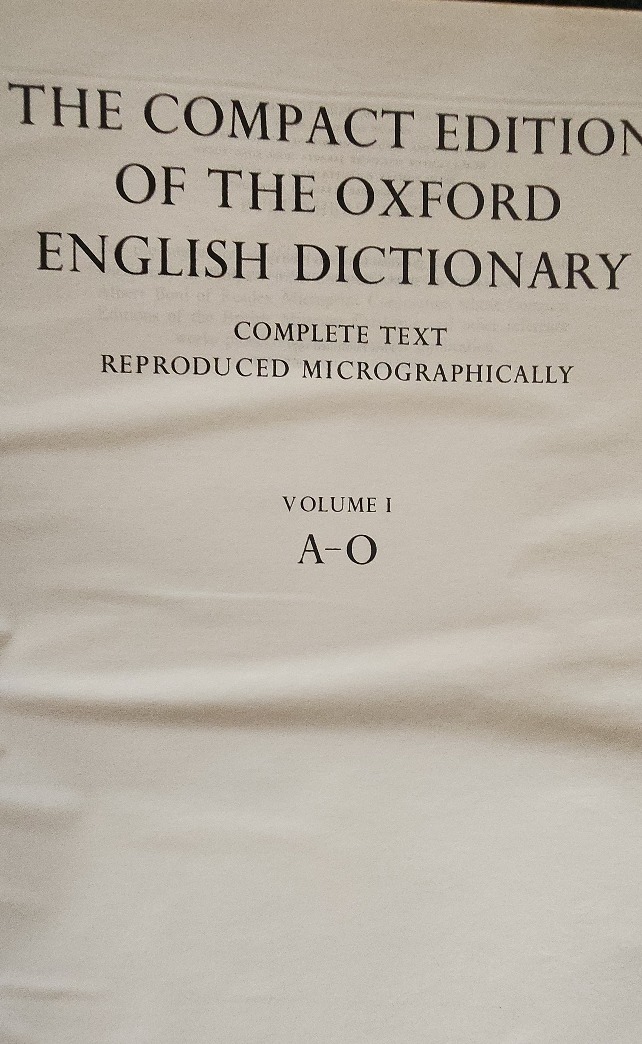 THE COMPACT EDITION
OF THE OXFORD
ENGLISH DICTIONARY
COMPLETE TEXT
REPRODUCED MICROGRAPHICALLY
VOLUME I
A–O